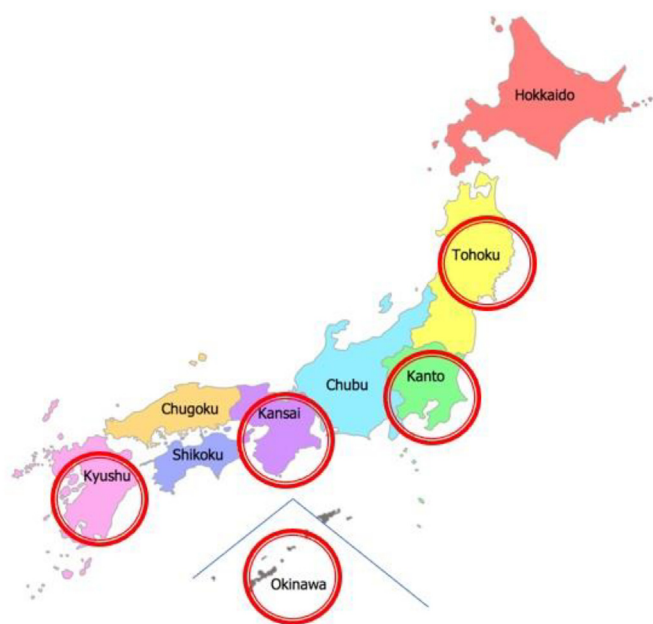 Hokkaido
Tohoku
Kanto
Chubu
Chugoku
Kansai
Shikoku
Kyushu
Okinawa